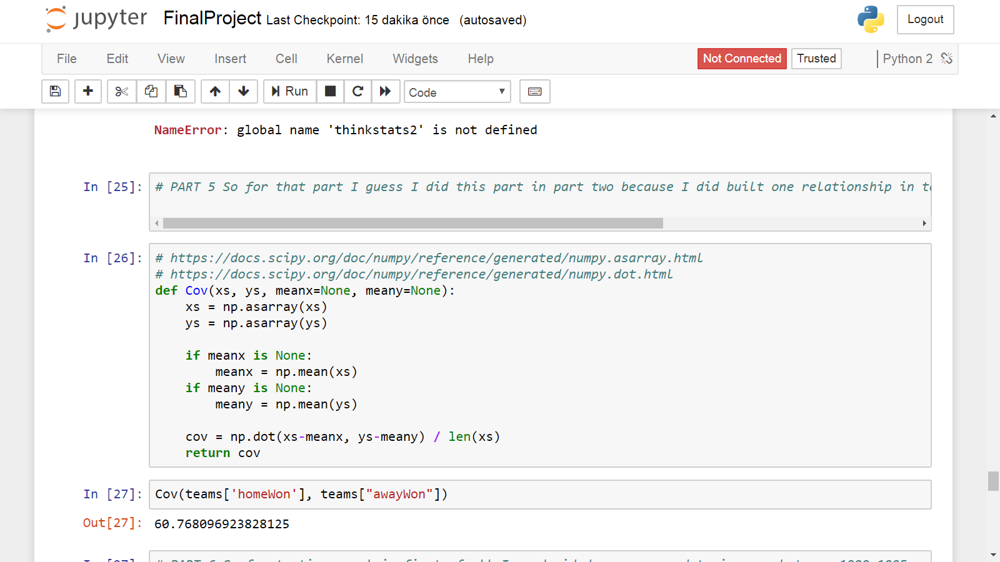 jupyter FinalProject Last Checkpoint: 15 dakika önce (autosaved) Logout
File Edit View Insert Cell Kernel Widgets Help Not Connected Trusted Python 2
Run Code
NameError: global name 'thinkstats2' is not defined
In [25]: # PART 5 So for that part I guess I did this part in part two because I did built one relationship in
In [26]: # https://docs.scipy.org/doc/numpy/reference/generated/numpy.asarray.html
# https://docs.scipy.org/doc/numpy/reference/generated/numpy.dot.html
def Cov(xs, ys, meanx=None, meany=None):
    xs = np.asarray(xs)
    ys = np.asarray(ys)
    if meanx is None:
        meanx = np.mean(xs)
    if meany is None:
        meany = np.mean(ys)
    cov = np.dot(xs-meanx, ys-meany) / len(xs)
    return cov
In [27]: Cov(teams['homeWon'], teams["awayWon"])
Out[27]: 60.768096923828125